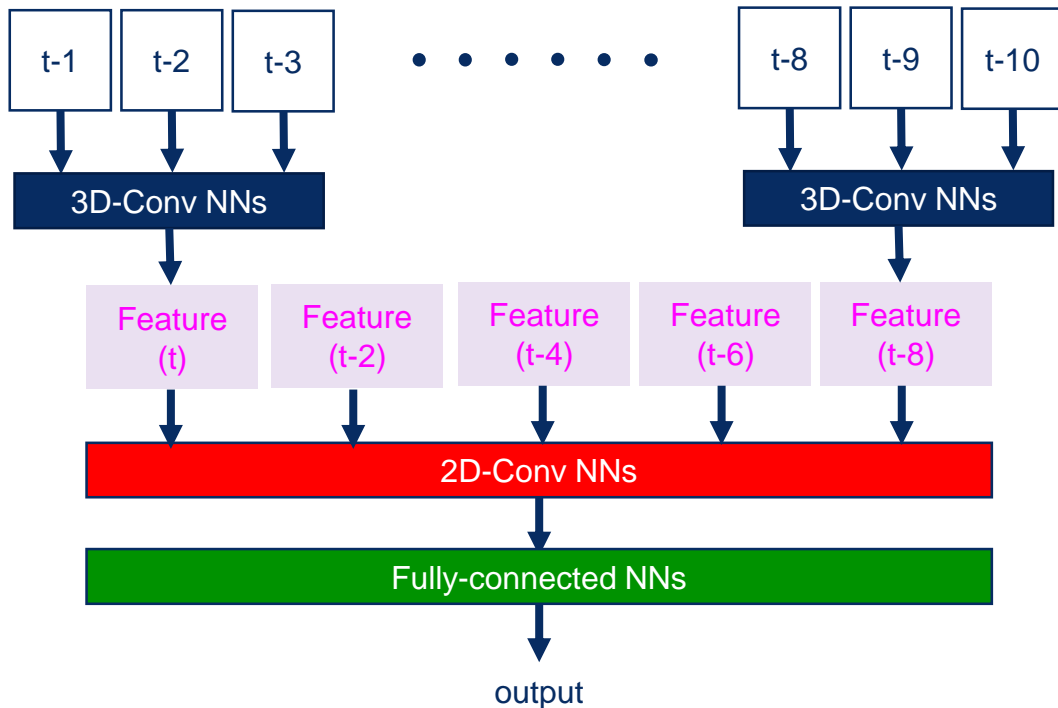 t-1 t-2 t-3 • • • • • • t-8 t-9 t-10
3D-Conv NNs 3D-Conv NNs
Feature Feature Feature Feature Feature
(t) (t-2) (t-4) (t-6) (t-8)
2D-Conv NNs
Fully-connected NNs
output